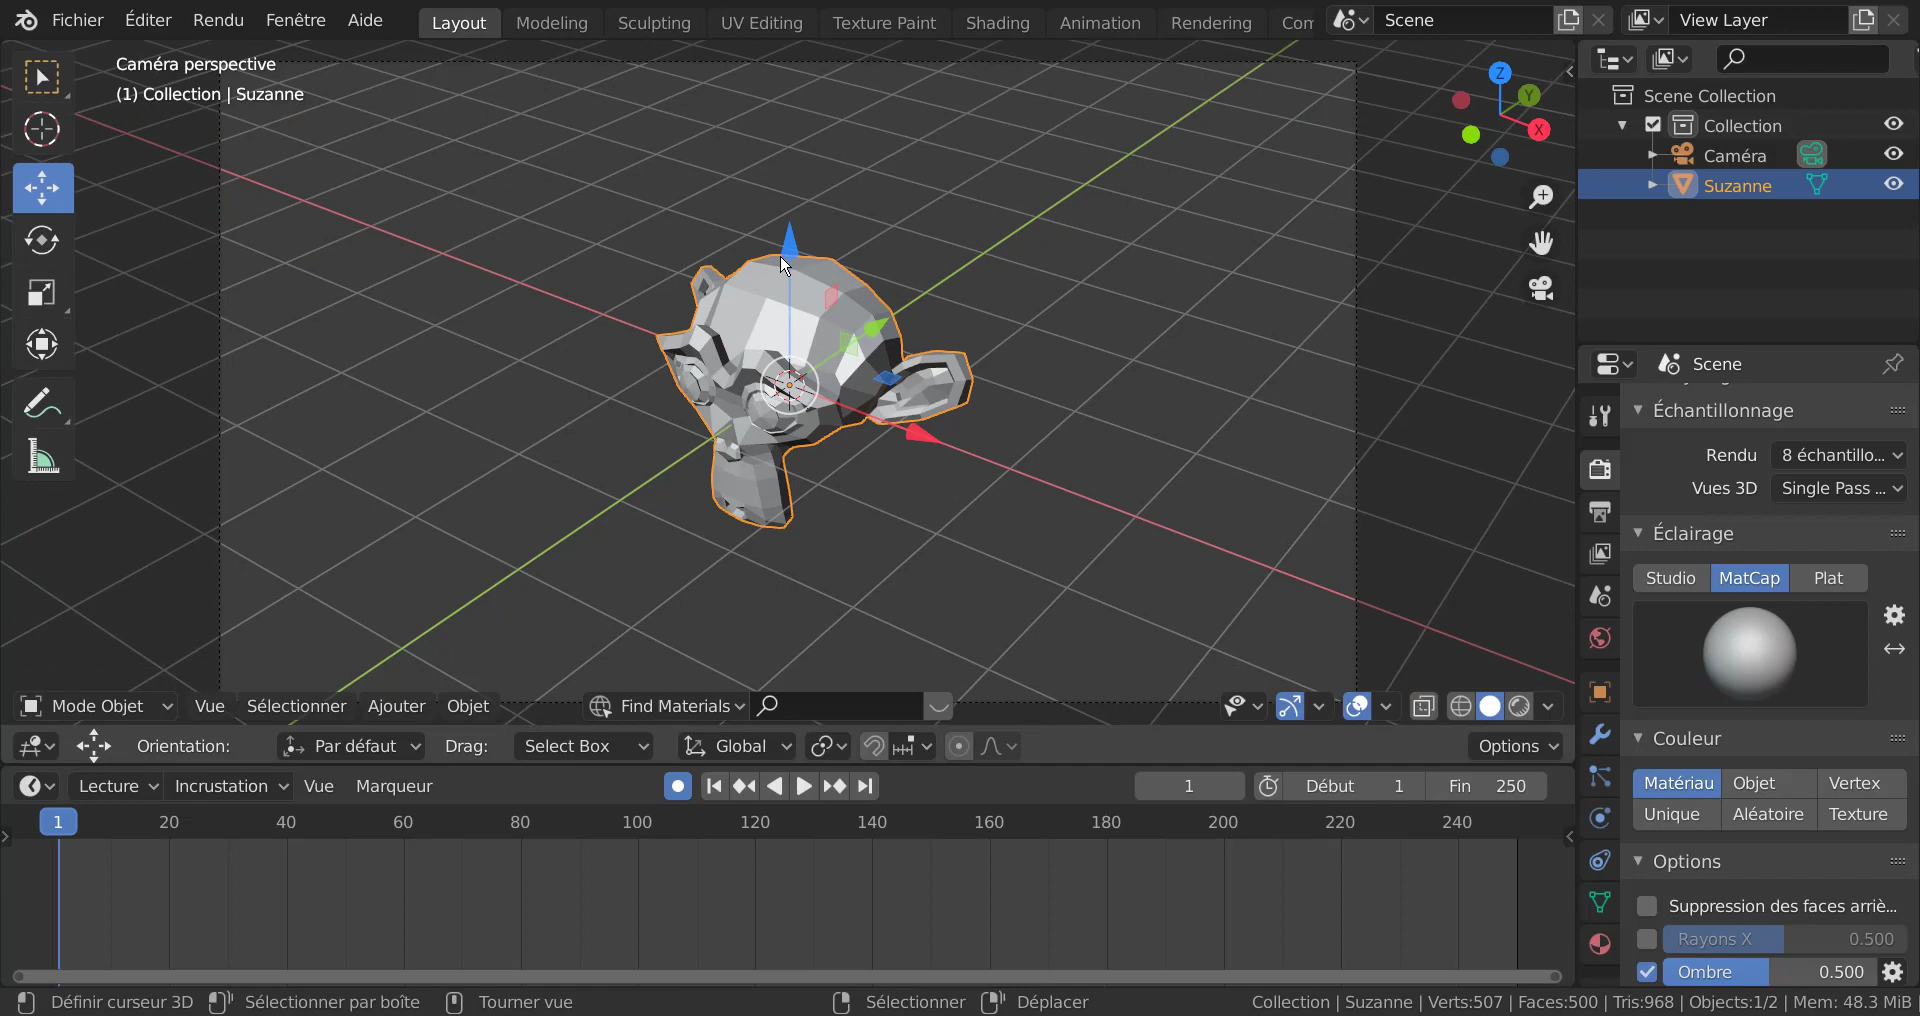 Fichier Éditer Rendu Fenêtre Aide Layout Modeling Sculpting UV Editing Texture Paint Shading Animation Rendering Scene View Layer
Caméra perspective
(1) Collection | Suzanne
Z
Y
X
Scene Collection
Collection
Caméra
Suzanne
Scene
Échantillonnage
Rendu 8 échantillo...
Vues 3D Single Pass ...
Éclairage
Studio MatCap Plat
Couleur
Matériau Objet Vertex
Unique Aléatoire Texture
Options
Suppression des faces arriè...
Rayons X 0.500
Ombre 0.500
Mode Objet Vue Sélectionner Ajouter Objet Find Materials
Orientation: Par défaut Drag: Select Box Global Options
Lecture Incrustation Vue Marqueur 1 Début 1 Fin 250
1 20 40 60 80 100 120 140 160 180 200 220 240
Définir curseur 3D Sélectionner par boîte Tourner vue Sélectionner Déplacer Collection | Suzanne | Verts:507 | Faces:500 | Tris:968 | Objects:1/2 | Mem: 48.3 MiB |